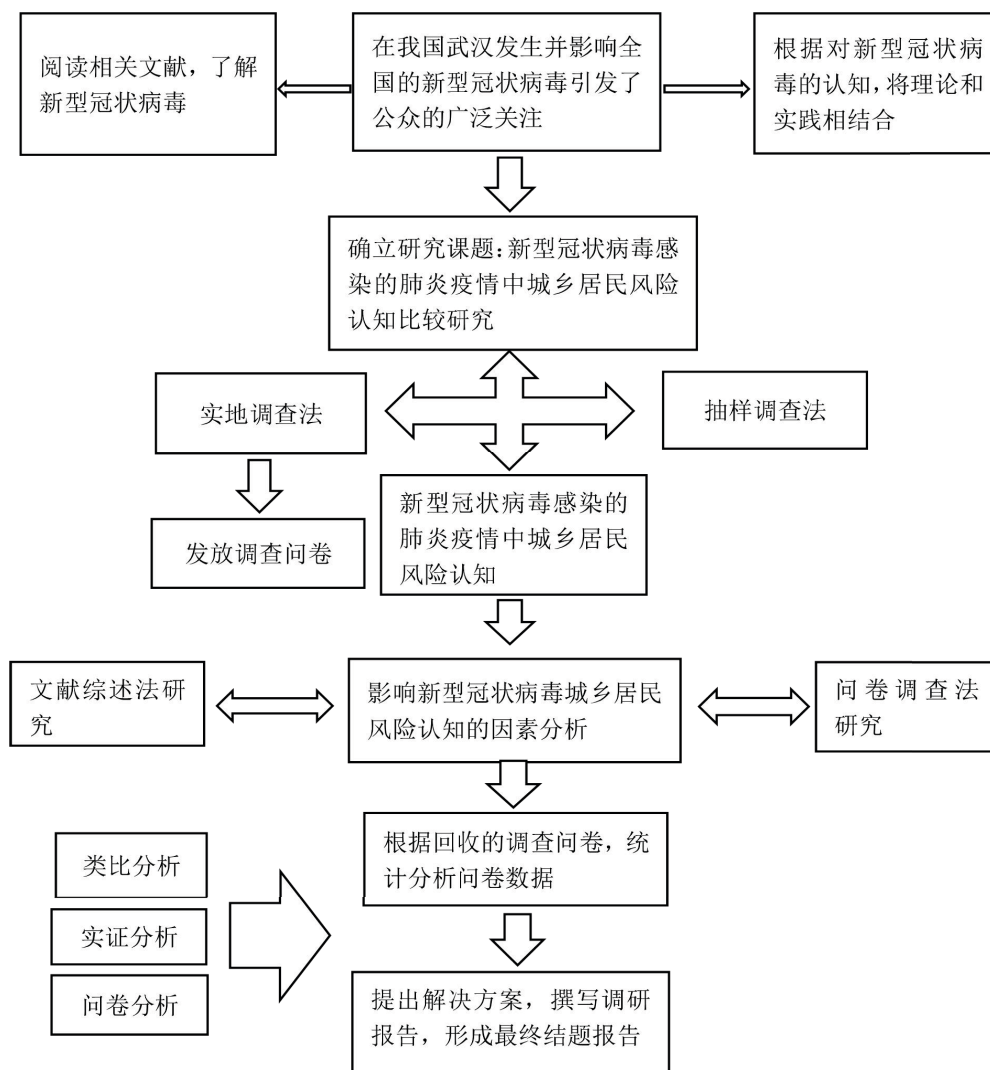 阅读相关文献，了解
新型冠状病毒
在我国武汉发生并影响全
国的新型冠状病毒引发了
公众的广泛关注
根据对新型冠状病
毒的认知，将理论和
实践相结合
确立研究课题：新型冠状病毒感
染的肺炎疫情中城乡居民风险
认知比较研究
实地调查法
抽样调查法
发放调查问卷
新型冠状病毒感染的
肺炎疫情中城乡居民
风险认知
文献综述法研
究
影响新型冠状病毒城乡居民
风险认知的因素分析
问卷调查法
研究
类比分析
实证分析
问卷分析
根据回收的调查问卷，统
计分析问卷数据
提出解决方案，撰写调研
报告，形成最终结题报告